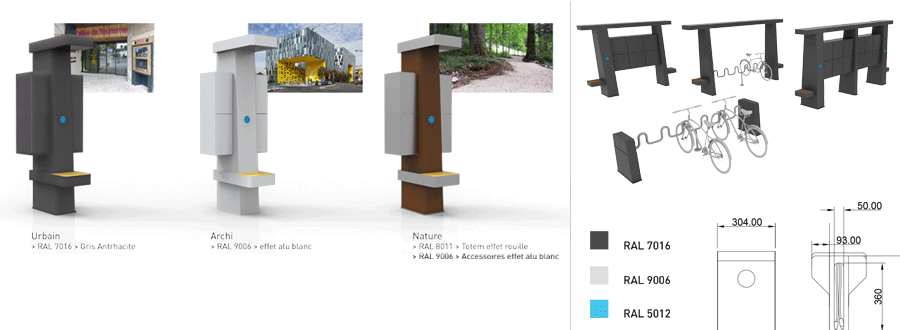 Urbain
> RAL 7016 > Gris Antrhacite
Archi
> RAL 9006 > effet alu blanc
Nature
> RAL 8011 > Totem effet rouille
> RAL 9006 > Accessoires effet alu blanc
RAL 7016
RAL 9006
RAL 5012
304.00
50.00
93.00
360